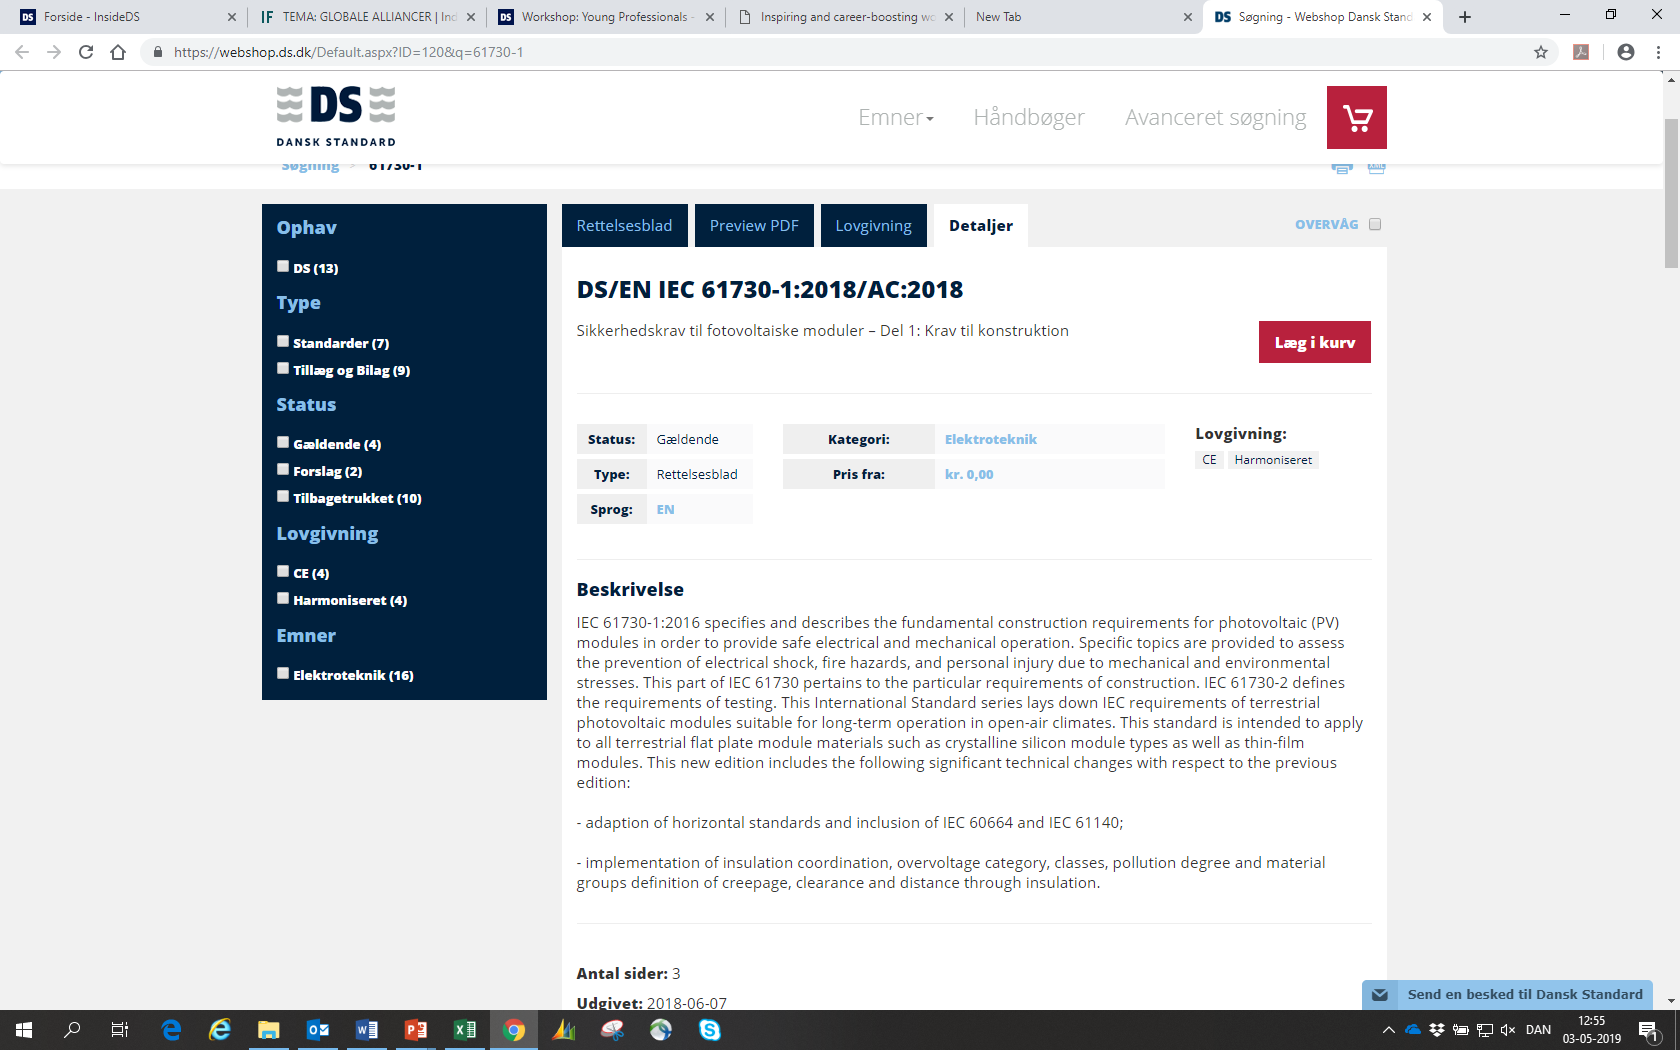 Forside - InsideDS
TEMA: GLOBALE ALLIANCER | Ind
Workshop: Young Professionals -
Inspiring and career-boosting wo
New Tab
Søgning - Webshop Dansk Stand
https://webshop.ds.dk/Default.aspx?ID=120&q=61730-1
DS
DANSK STANDARD
Emner
Håndbøger
Avanceret søgning
Søgning > 61730-1
Ophav
DS (13)
Type
Standarder (7)
Tillæg og Bilag (9)
Status
Gældende (4)
Forslag (2)
Tilbagetrukket (10)
Lovgivning
CE (4)
Harmoniseret (4)
Emner
Elektroteknik (16)
Rettelsesblad
Preview PDF
Lovgivning
Detaljer
OVERVÅG
DS/EN IEC 61730-1:2018/AC:2018
Sikkerhedskrav til fotovoltaiske moduler – Del 1: Krav til konstruktion
Læg i kurv
Status: Gældende
Type: Rettelsesblad
Sprog: EN
Kategori: Elektroteknik
Pris fra: kr. 0,00
Lovgivning:
CE Harmoniseret
Beskrivelse
IEC 61730-1:2016 specifies and describes the fundamental construction requirements for photovoltaic (PV)
modules in order to provide safe electrical and mechanical operation. Specific topics are provided to assess
the prevention of electrical shock, fire hazards, and personal injury due to mechanical and environmental
stresses. This part of IEC 61730 pertains to the particular requirements of construction. IEC 61730-2 defines
the requirements of testing. This International Standard series lays down IEC requirements of terrestrial
photovoltaic modules suitable for long-term operation in open-air climates. This standard is intended to apply
to all terrestrial flat plate module materials such as crystalline silicon module types as well as thin-film
modules. This new edition includes the following significant technical changes with respect to the previous
edition:
- adaption of horizontal standards and inclusion of IEC 60664 and IEC 61140;
- implementation of insulation coordination, overvoltage category, classes, pollution degree and material
groups definition of creepage, clearance and distance through insulation.
Antal sider: 3
Udgivet: 2018-06-07
Send en besked til Dansk Standard
DAN
12:55
03-05-2019
1